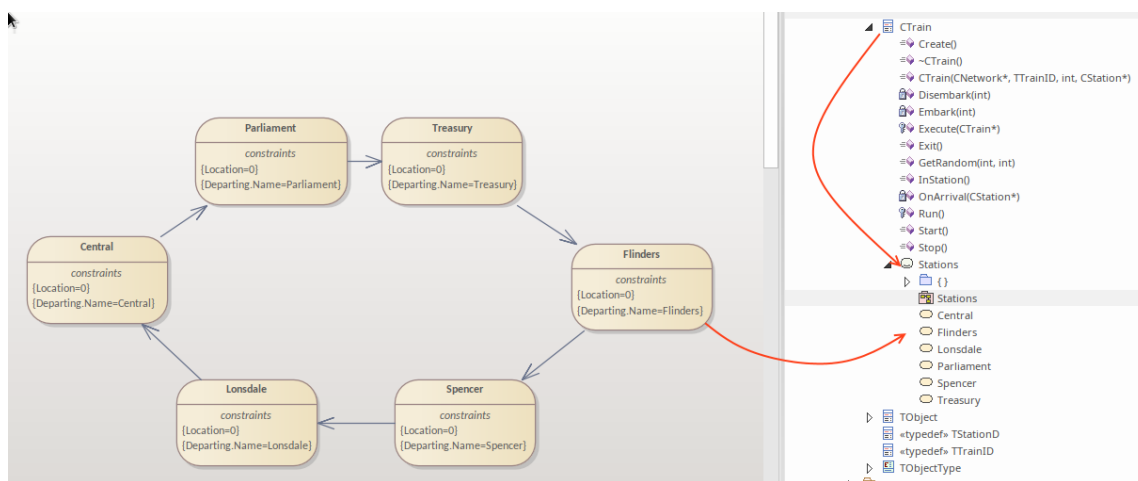 Parliament
constraints
{Location=0}
{Departing.Name=Parliament}
Treasury
constraints
{Location=0}
{Departing.Name=Treasury}
Central
constraints
{Location=0}
{Departing.Name=Central}
Flinders
constraints
{Location=0}
{Departing.Name=Flinders}
Lonsdale
constraints
{Location=0}
{Departing.Name=Lonsdale}
Spencer
constraints
{Location=0}
{Departing.Name=Spencer}
CTrain
Create()
~CTrain()
CTrain(CNetwork*, TTrainID, int, CStation*)
Disembark(int)
Embark(int)
Execute(CTrain*)
Exit()
GetRandom(int, int)
InStation()
OnArrival(CStation*)
Run()
Start()
Stop()
Stations
{ }
Stations
Central
Flinders
Lonsdale
Parliament
Spencer
Treasury
TObject
«typedef» TStationD
«typedef» TTrainID
TObjectType